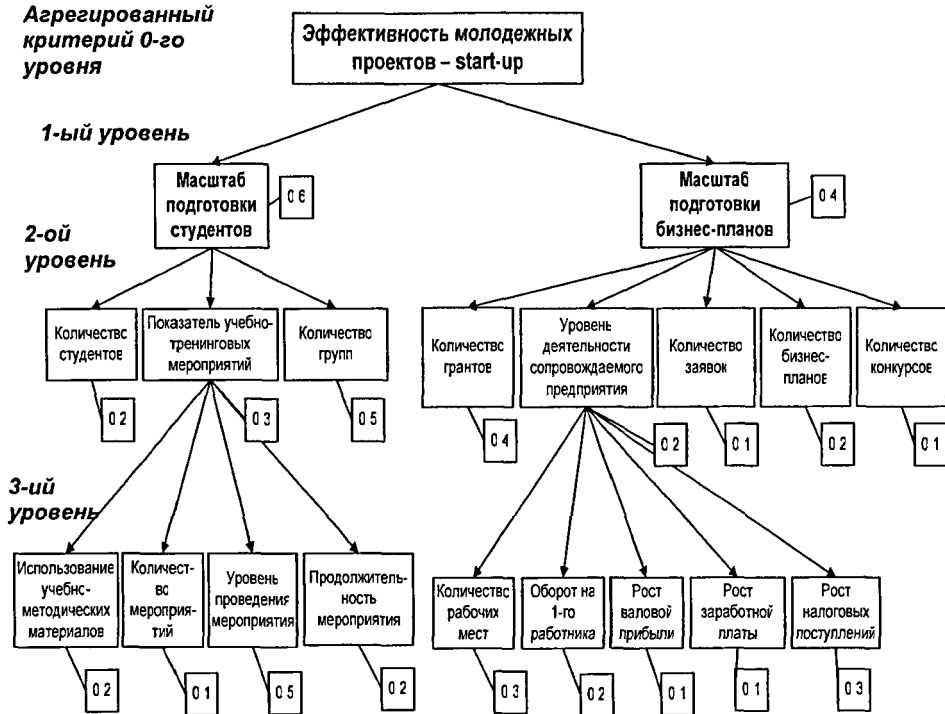 Агрегированный
критерий 0-го
уровня
Эффективность молодежных
проектов – start-up
1-ый уровень
Масштаб
подготовки
студентов
0 6
Масштаб
подготовки
бизнес-планов
0 4
2-ой
уровень
Количество
студентов
Показатель учебно-
тренинговых
мероприятий
Количество
групп
Количество
грантов
Уровень
деятельности
сопровождаемого
предприятия
Количество
заявок
Количество
бизнес-
планов
Количество
конкурсов
0 2
0 3
0 5
0 4
0 2
0 1
0 2
0 1
3-ий
уровень
Использование
учебно-
методических
материалов
Количест-
во
мероприя-
тий
Уровень
проведения
мероприятия
Продолжитель-
ность
мероприятия
Количество
рабочих
мест
Оборот на
1-го
работника
Рост
валовой
прибыли
Рост
заработной
платы
Рост
налоговых
поступлений
0 2
0 1
0 5
0 2
0 3
0 2
0 1
0 1
0 3